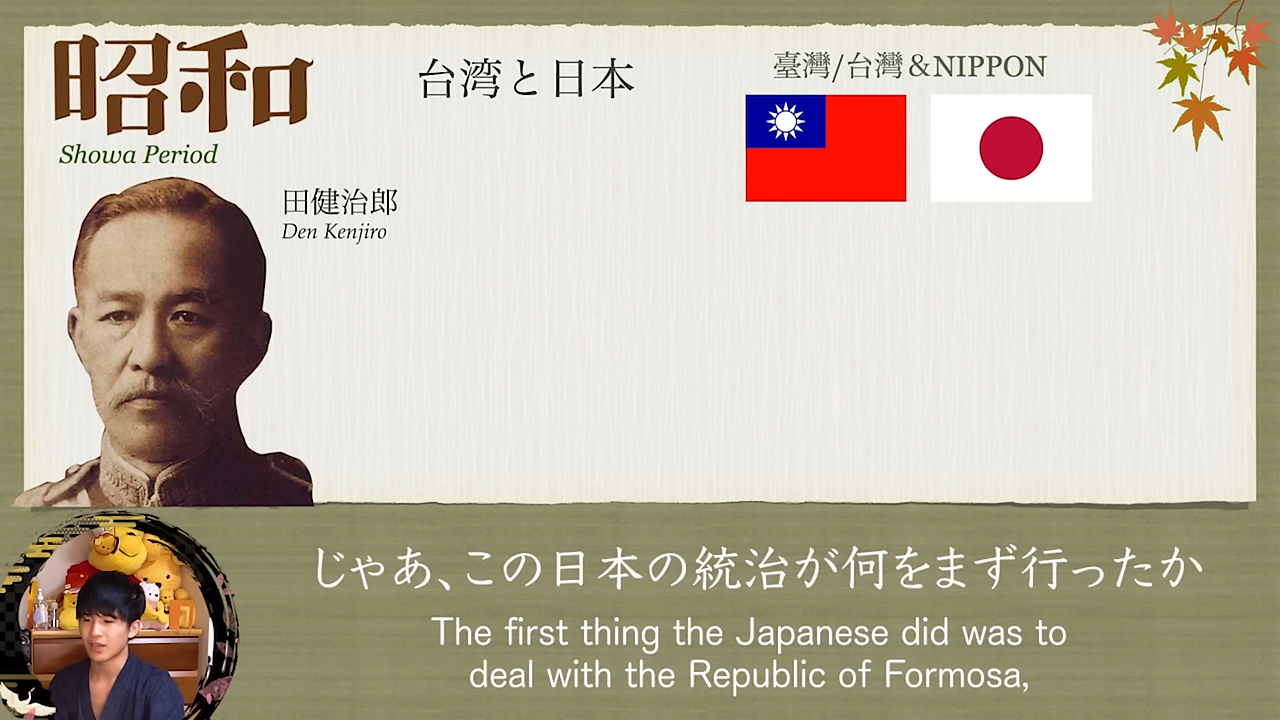 昭和
Showa Period
台湾と日本
臺灣/台灣&NIPPON
田健治郎
Den Kenjiro
じゃあ、この日本の統治が何をまず行ったか
The first thing the Japanese did was to
deal with the Republic of Formosa,